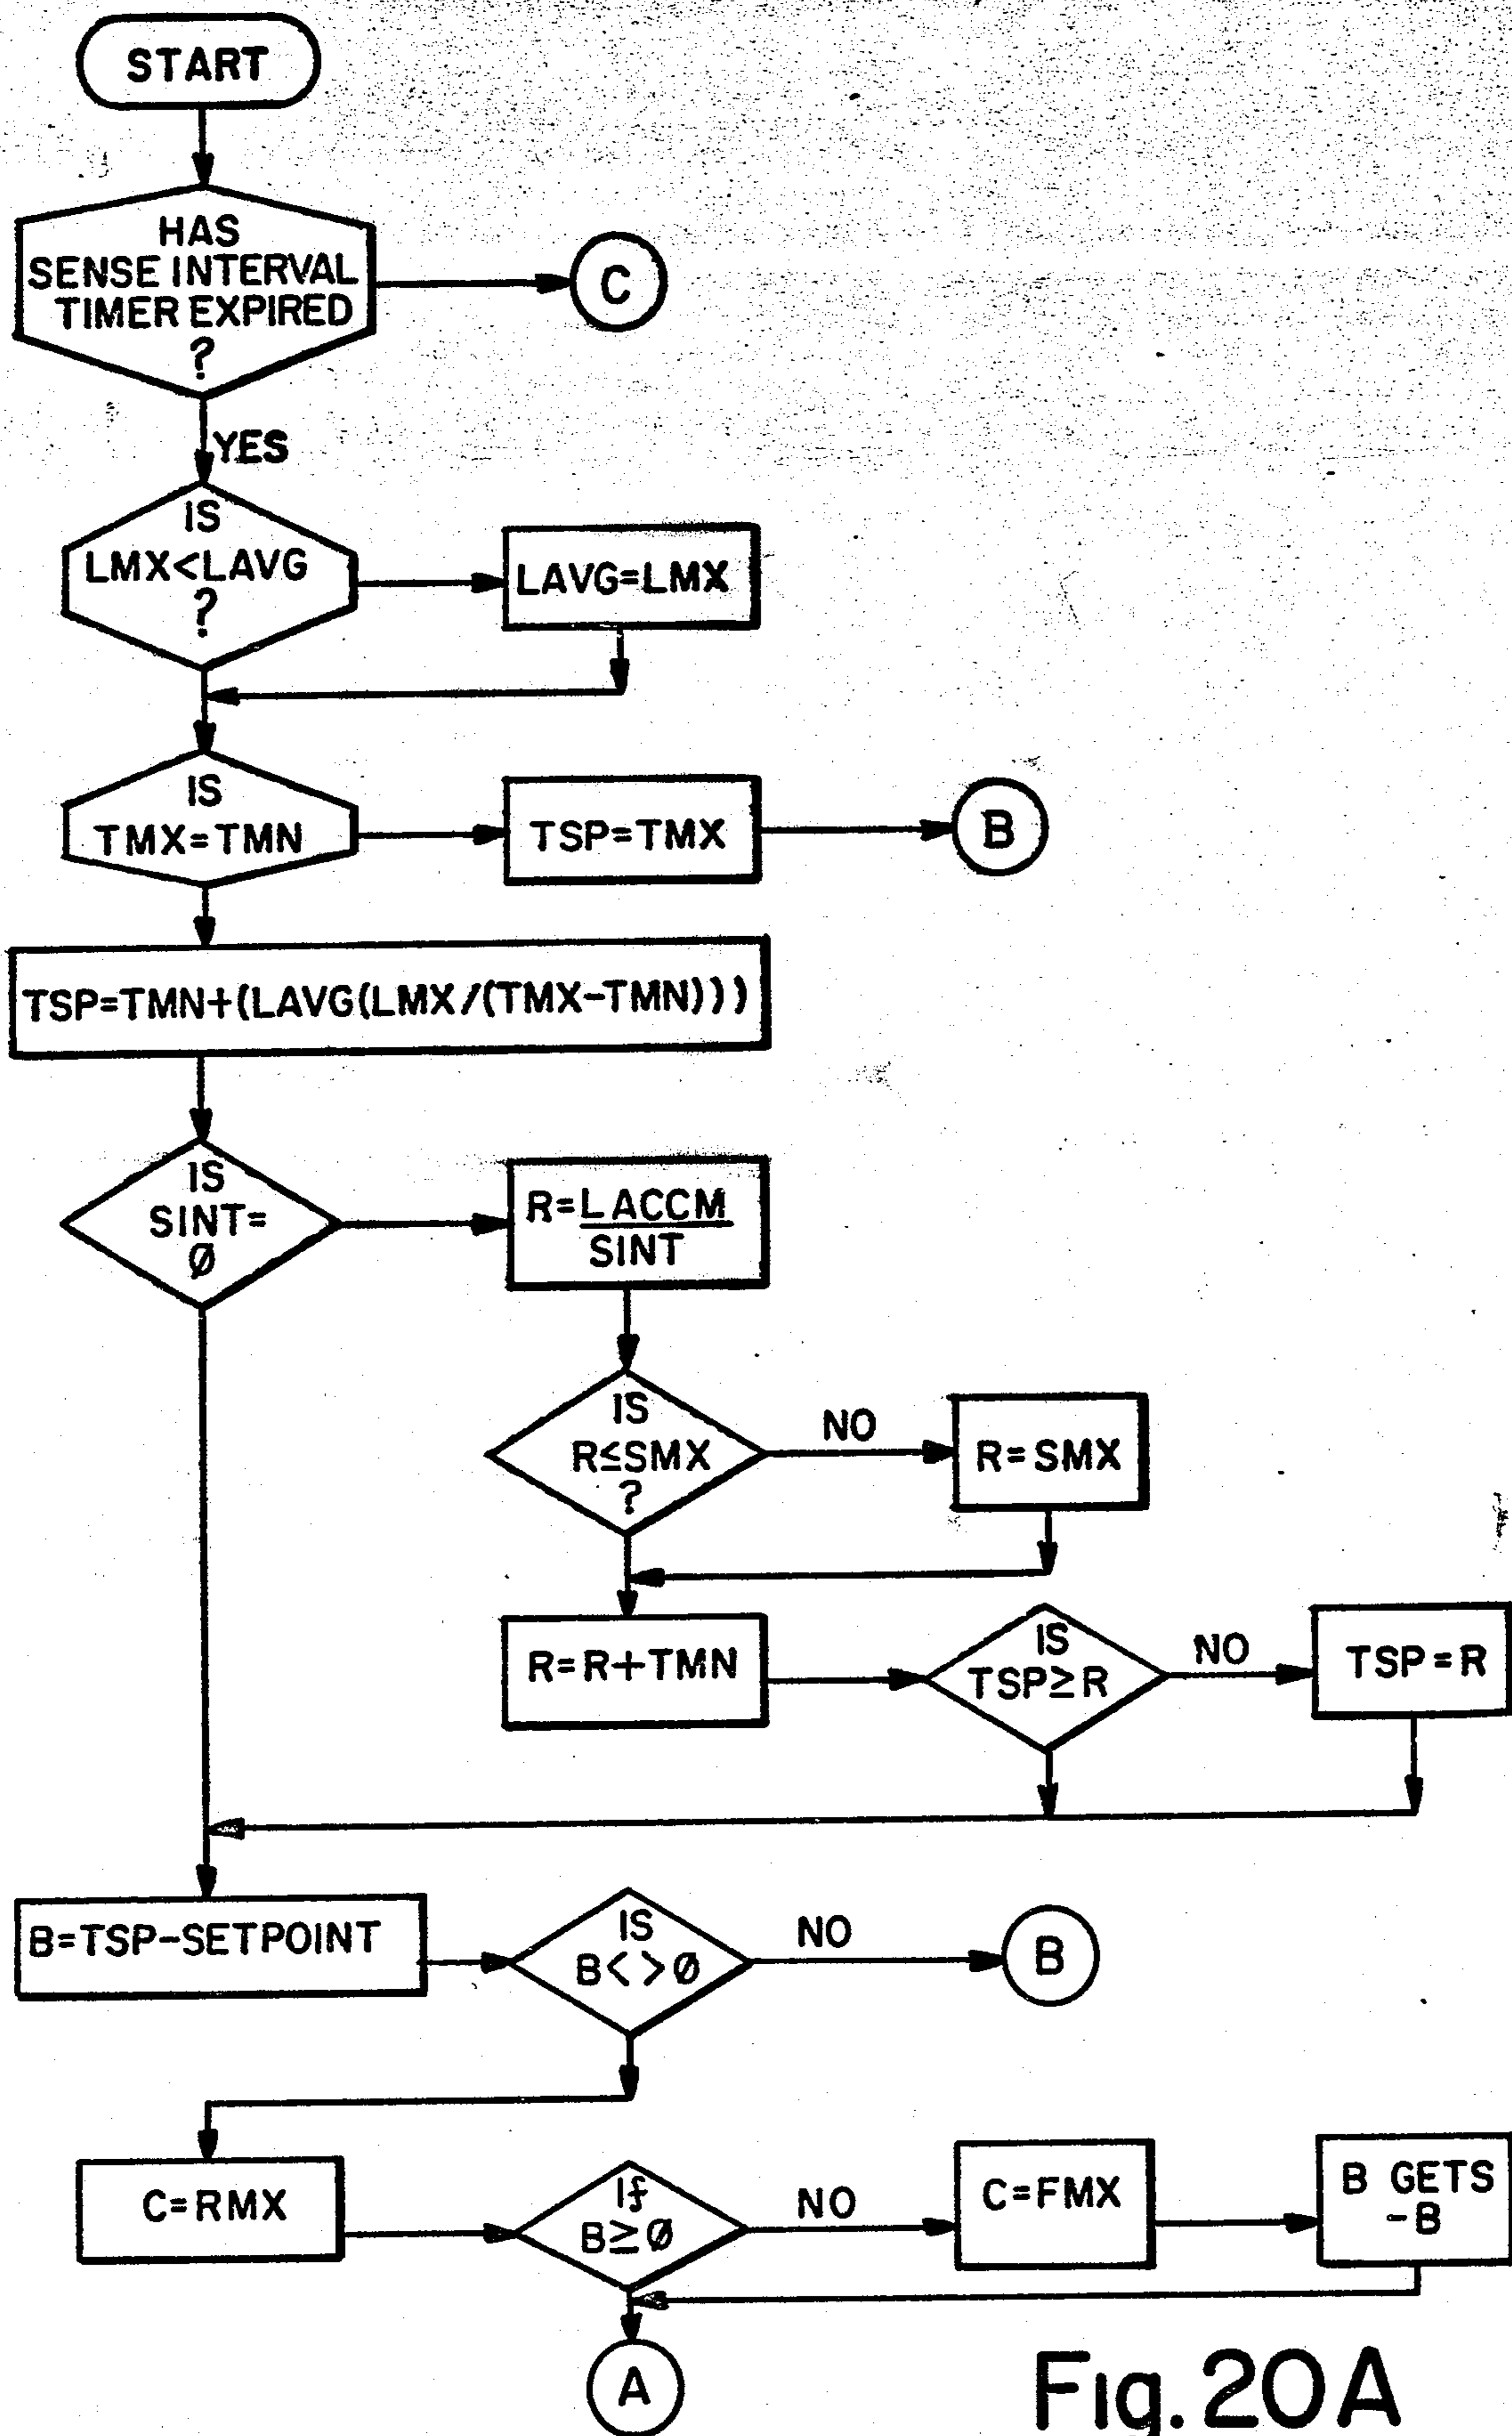 START
HAS
SENSE INTERVAL
TIMER EXPIRED
?
C
YES
IS
LMX<LAVG
?
LAVG=LMX
IS
TMX=TMN
TSP=TMX
B
TSP=TMN+(LAVG(LMX/(TMX-TMN)))
IS
SINT=
Ø
R=LACCM
SINT
IS
R≤SMX
?
NO
R=SMX
R=R+TMN
IS
TSP≥R
NO
TSP=R
B=TSP-SETPOINT
IS
B< >Ø
NO
B
C=RMX
If
B≥Ø
NO
C=FMX
B GETS
-B
A
Fig. 20A